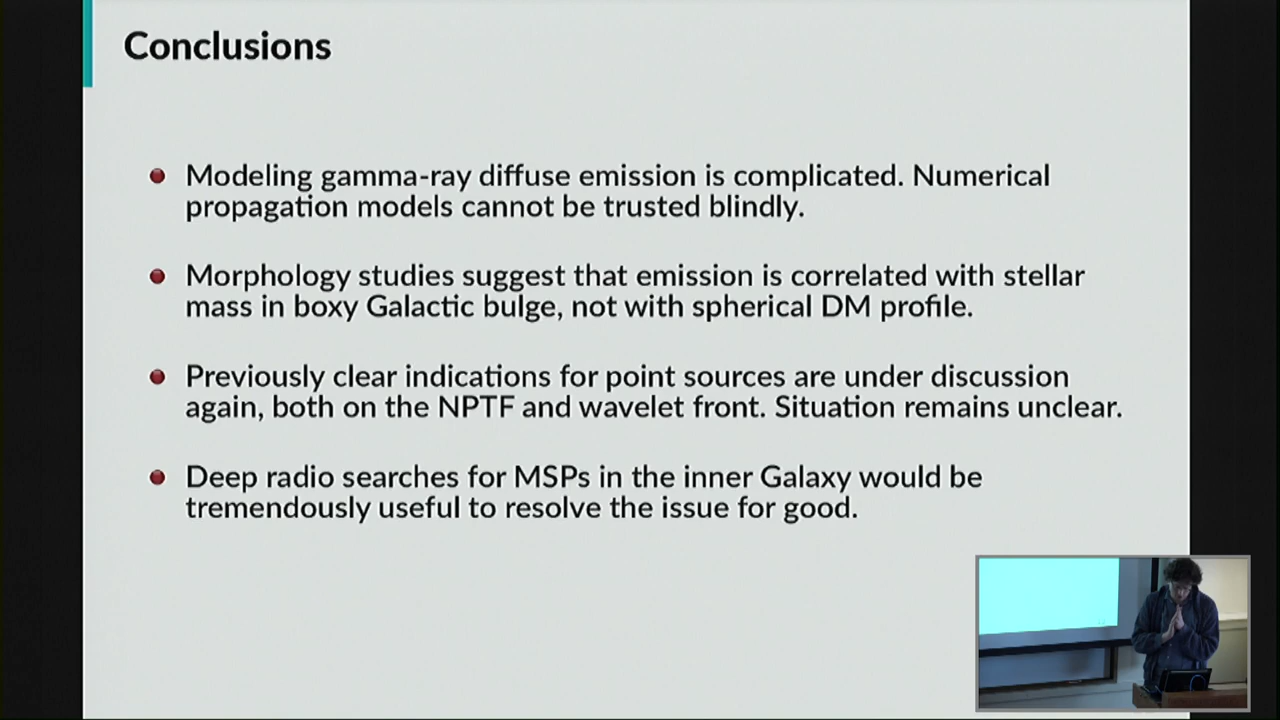 Conclusions
Modeling gamma-ray diffuse emission is complicated. Numerical
propagation models cannot be trusted blindly.
Morphology studies suggest that emission is correlated with stellar
mass in boxy Galactic bulge, not with spherical DM profile.
Previously clear indications for point sources are under discussion
again, both on the NPTF and wavelet front. Situation remains unclear.
Deep radio searches for MSPs in the inner Galaxy would be
tremendously useful to resolve the issue for good.